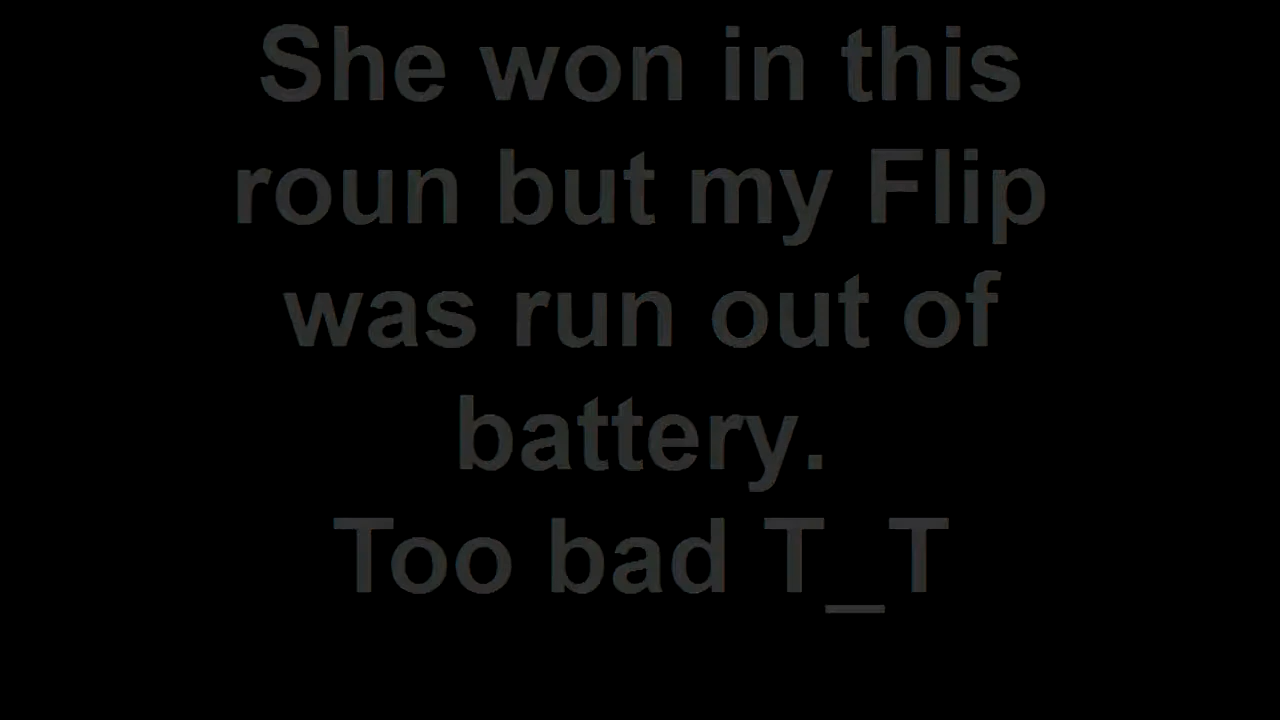 She won in this
roun but my Flip
was run out of
battery.
Too bad T_T